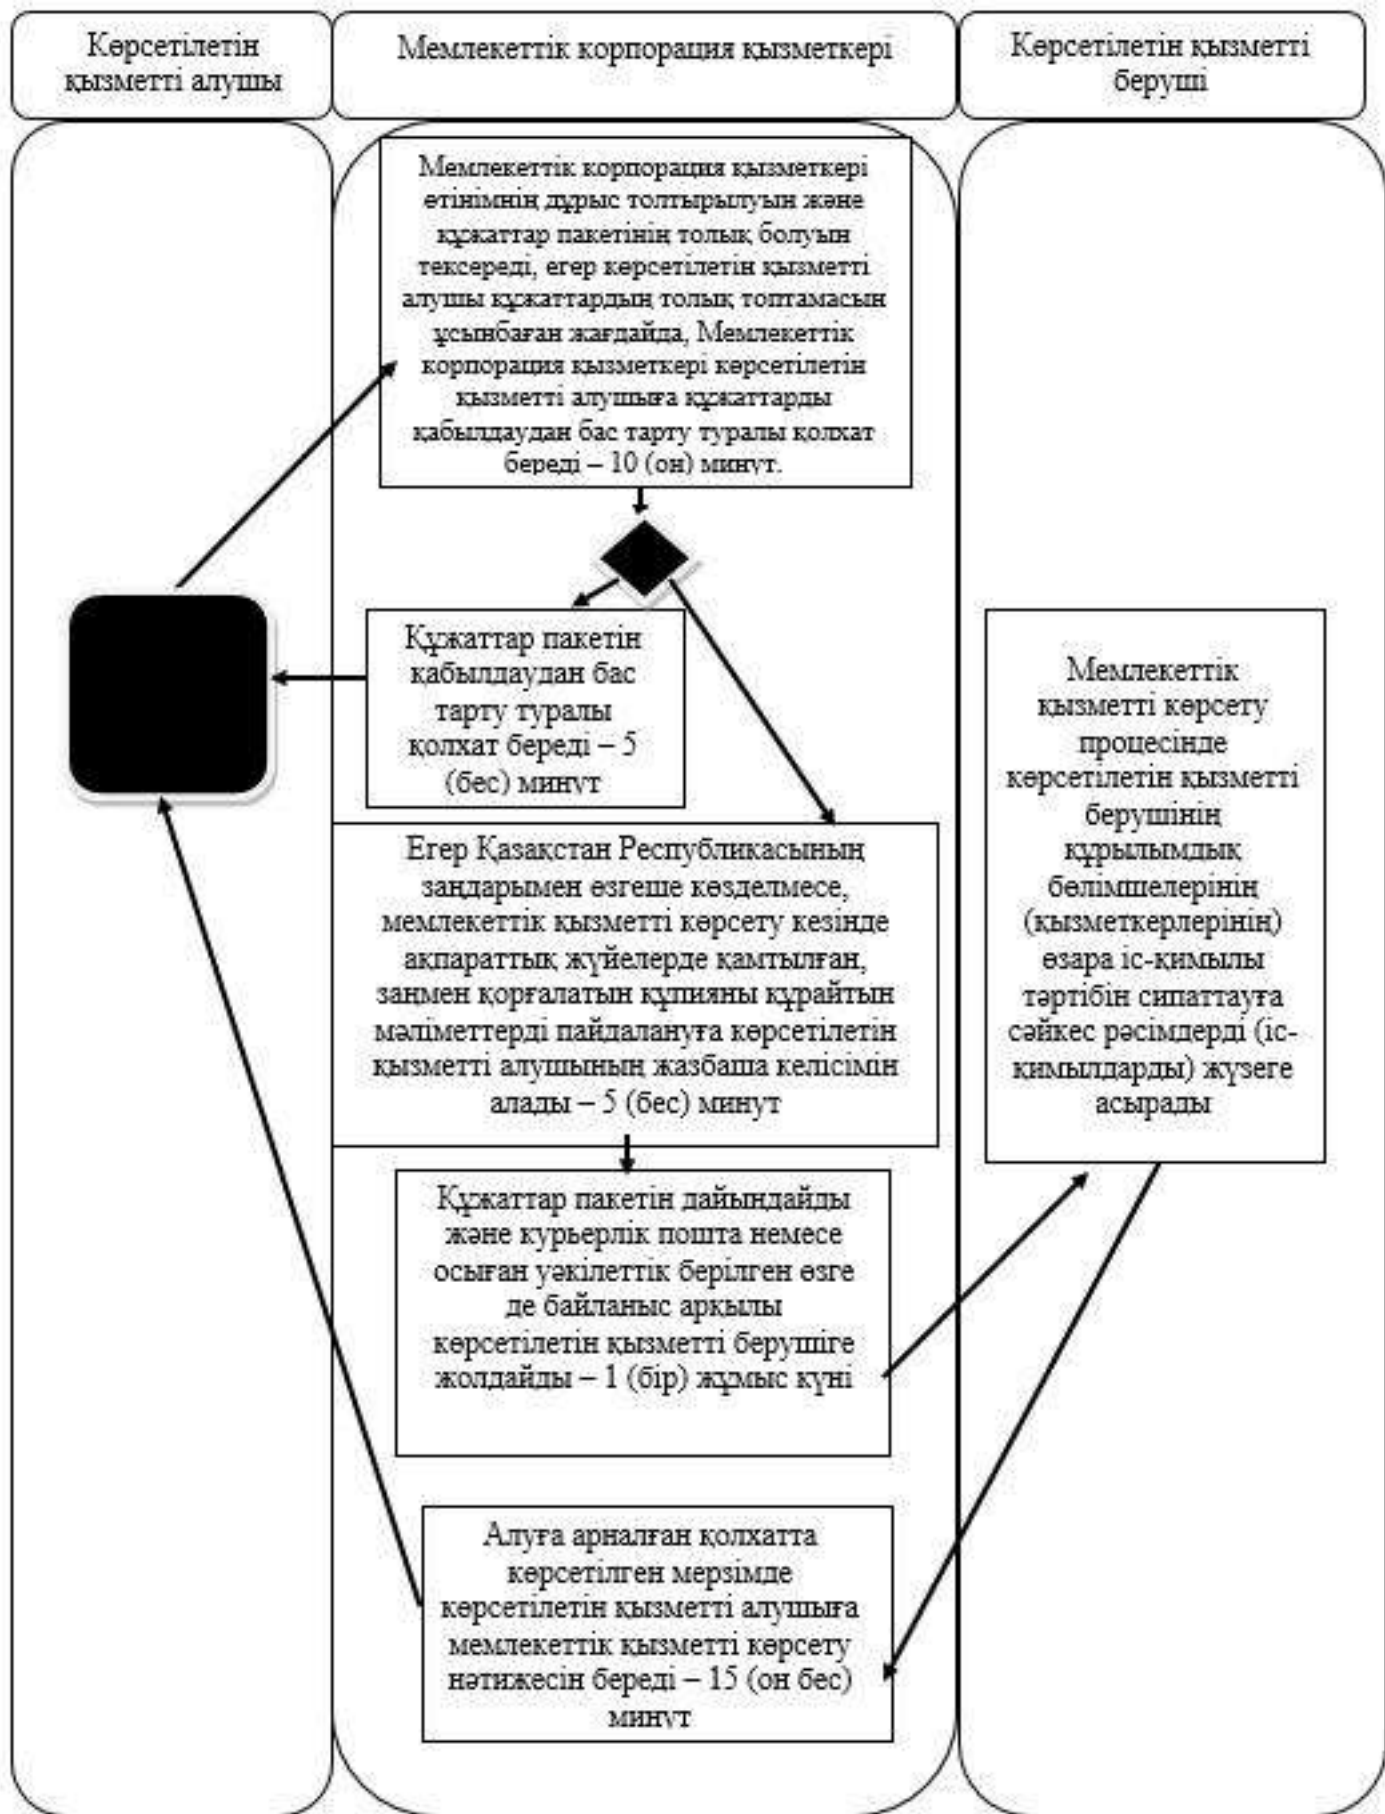 Көрсетілетін
қызметті алушы
Мемлекеттік корпорация қызметкері
Көрсетілетін қызметті
беруші
Мемлекеттік корпорация қызметкері
өтінімнің дұрыс толтырылуын және
құжаттар пакетінің толық болуын
тексереді, егер көрсетілетін қызметті
алушы құжаттардың толық топтамасын
ұсынбаған жағдайда, Мемлекеттік
корпорация қызметкері көрсетілетін
қызметті алушыға құжаттарды
қабылдаудан бас тарту туралы қолхат
береді – 10 (он) минут.
Құжаттар пакетін
қабылдаудан бас
тарту туралы
қолхат береді – 5
(бес) минут
Егер Қазақстан Республикасының
заңдарымен өзгеше көзделмесе,
мемлекеттік қызметті көрсету кезінде
ақпараттық жүйелерде қамтылған,
заңмен қорғалатын құпияны құрайтын
мәліметтерді пайдалануға көрсетілетін
қызметті алушының жазбаша келісімін
алады – 5 (бес) минут
Құжаттар пакетін дайындайды
және курьерлік пошта немесе
осыған уәкілеттік берілген өзге
де байланыс арқылы
көрсетілетін қызметті берушіге
жолдайды – 1 (бір) жұмыс күні
Алуға арналған қолхатта
көрсетілген мерзімде
көрсетілетін қызметті алушыға
мемлекеттік қызметті көрсету
нәтижесін береді – 15 (он бес)
минут
Мемлекеттік
қызметті көрсету
процесінде
көрсетілетін қызметті
берушінің
құрылымдық
бөлімшелерінің
(қызметкерлерінің)
өзара іс-қимылы
тәртібін сипаттауға
сәйкес рәсімдерді (іс-
қимылдарды) жүзеге
асырады